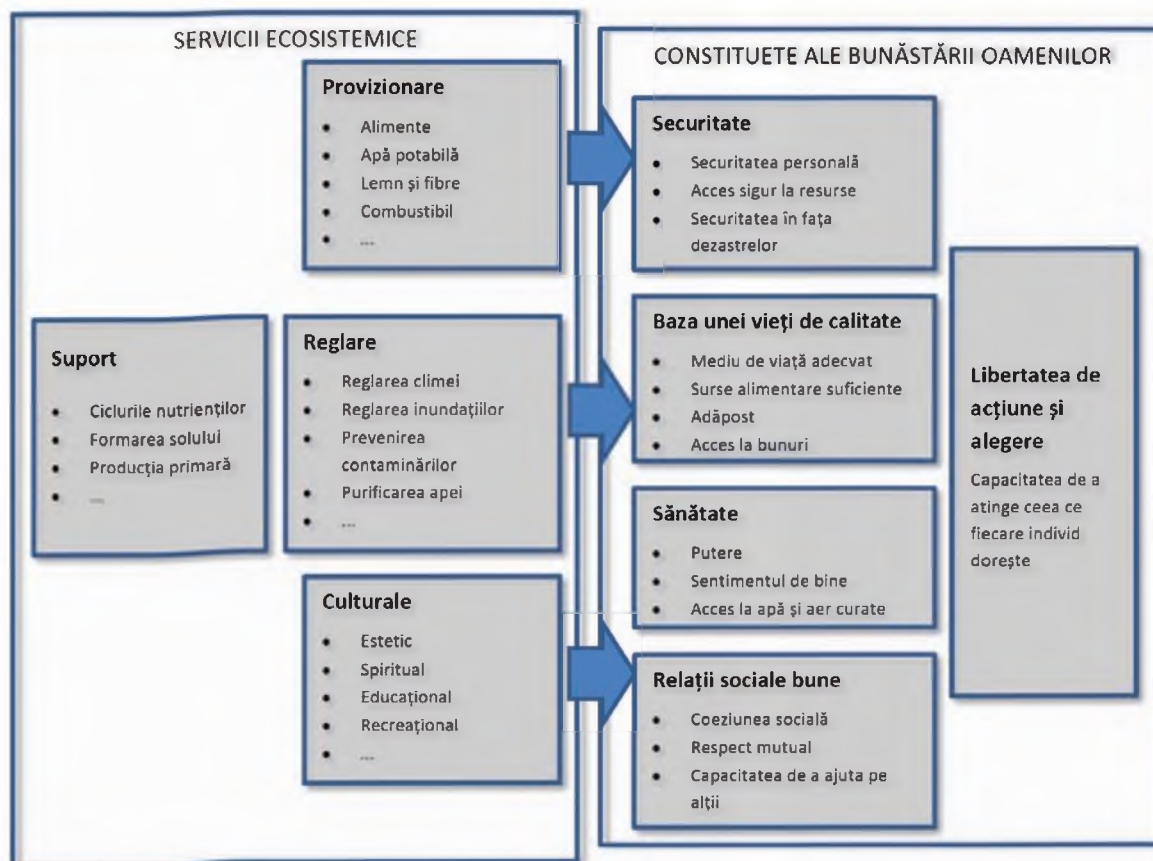 SERVICII ECOSISTEMICE
Provizionare
• Alimente
• Apă potabilă
• Lemn și fibre
• Combustibil
• ...
Suport
• Ciclurile nutrienților
• Formarea solului
• Producția primară
• ...
Reglare
• Reglarea climei
• Reglarea inundațiilor
• Prevenirea
contaminărilor
• Purificarea apei
• ...
Culturale
• Estetic
• Spiritual
• Educațional
• Recreațional
• ...
CONSTITUETE ALE BUNĂSTĂRII OAMENILOR
Securitate
• Securitatea personală
• Acces sigur la resurse
• Securitatea în fața
dezastrelor
Baza unei vieți de calitate
• Mediu de viață adecvat
• Surse alimentare suficiente
• Adăpost
• Acces la bunuri
Sănătate
• Putere
• Sentimentul de bine
• Acces la apă și aer curate
Relații sociale bune
• Coeziunea socială
• Respect mutual
• Capacitatea de a ajuta pe
alții
Libertatea de
acțiune și
alegere
Capacitatea de a
atinge ceea ce
fiecare individ
dorește